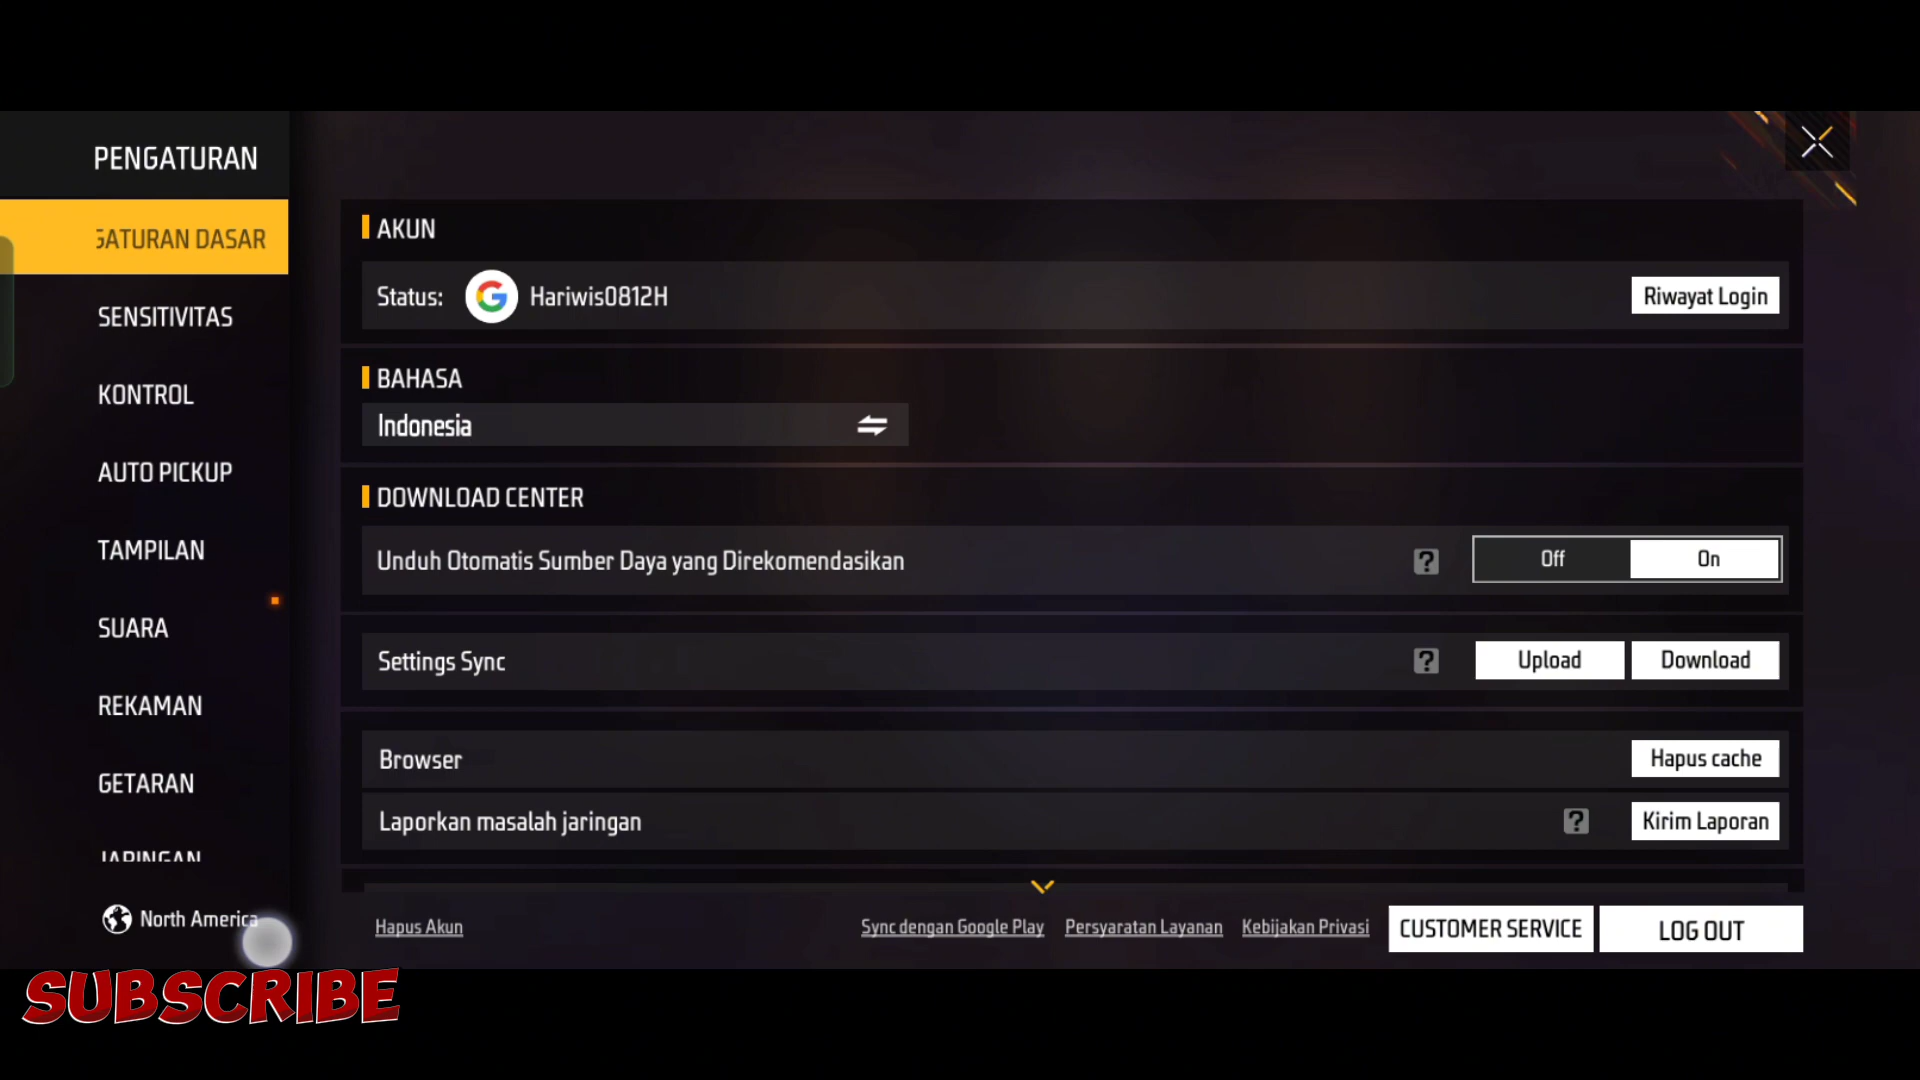 PENGATURAN
GATURAN DASAR
SENSITIVITAS
KONTROL
AUTO PICKUP
TAMPILAN
SUARA
REKAMAN
GETARAN
JARINGAN
North America
AKUN
Status: Hariwis0812H Riwayat Login
BAHASA
Indonesia
DOWNLOAD CENTER
Unduh Otomatis Sumber Daya yang Direkomendasikan ? Off On
Settings Sync ? Upload Download
Browser Hapus cache
Laporkan masalah jaringan ? Kirim Laporan
Hapus Akun Sync dengan Google Play Persyaratan Layanan Kebijakan Privasi CUSTOMER SERVICE LOG OUT
SUBSCRIBE